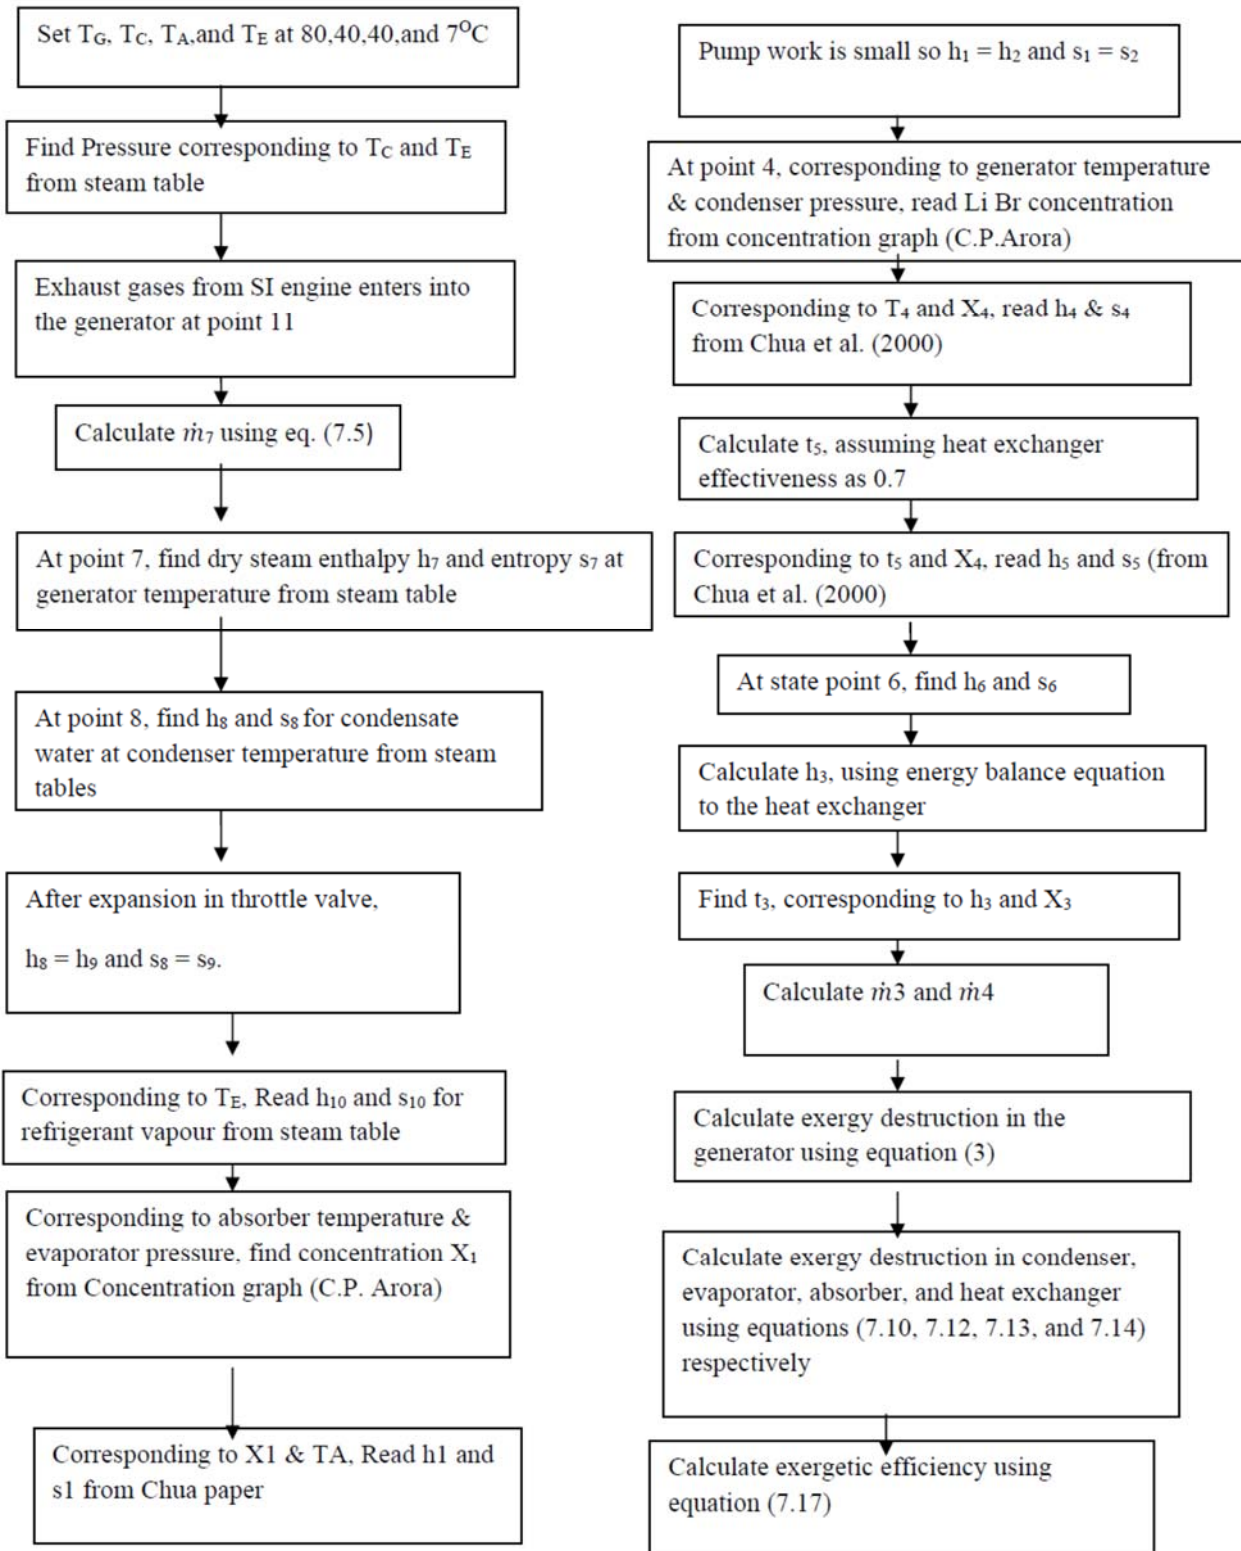 Set T_G, T_C, T_A,and T_E at 80,40,40,and 7^OC
Find Pressure corresponding to T_C and T_E
from steam table
Exhaust gases from SI engine enters into
the generator at point 11
Calculate ṁ₇ using eq. (7.5)
At point 7, find dry steam enthalpy h₇ and entropy s₇ at
generator temperature from steam table
At point 8, find h₈ and s₈ for condensate
water at condenser temperature from steam
tables
After expansion in throttle valve,
h₈ = h₉ and s₈ = s₉.
Corresponding to T_E, Read h₁₀ and s₁₀ for
refrigerant vapour from steam table
Corresponding to absorber temperature &
evaporator pressure, find concentration X₁
from Concentration graph (C.P. Arora)
Corresponding to X1 & TA, Read h1 and
s1 from Chua paper
Pump work is small so h₁ = h₂ and s₁ = s₂
At point 4, corresponding to generator temperature
& condenser pressure, read Li Br concentration
from concentration graph (C.P.Arora)
Corresponding to T₄ and X₄, read h₄ & s₄
from Chua et al. (2000)
Calculate t₅, assuming heat exchanger
effectiveness as 0.7
Corresponding to t₅ and X₄, read h₅ and s₅ (from
Chua et al. (2000)
At state point 6, find h₆ and s₆
Calculate h₃, using energy balance equation
to the heat exchanger
Find t₃, corresponding to h₃ and X₃
Calculate ṁ3 and ṁ4
Calculate exergy destruction in the
generator using equation (3)
Calculate exergy destruction in condenser,
evaporator, absorber, and heat exchanger
using equations (7.10, 7.12, 7.13, and 7.14)
respectively
Calculate exergetic efficiency using
equation (7.17)